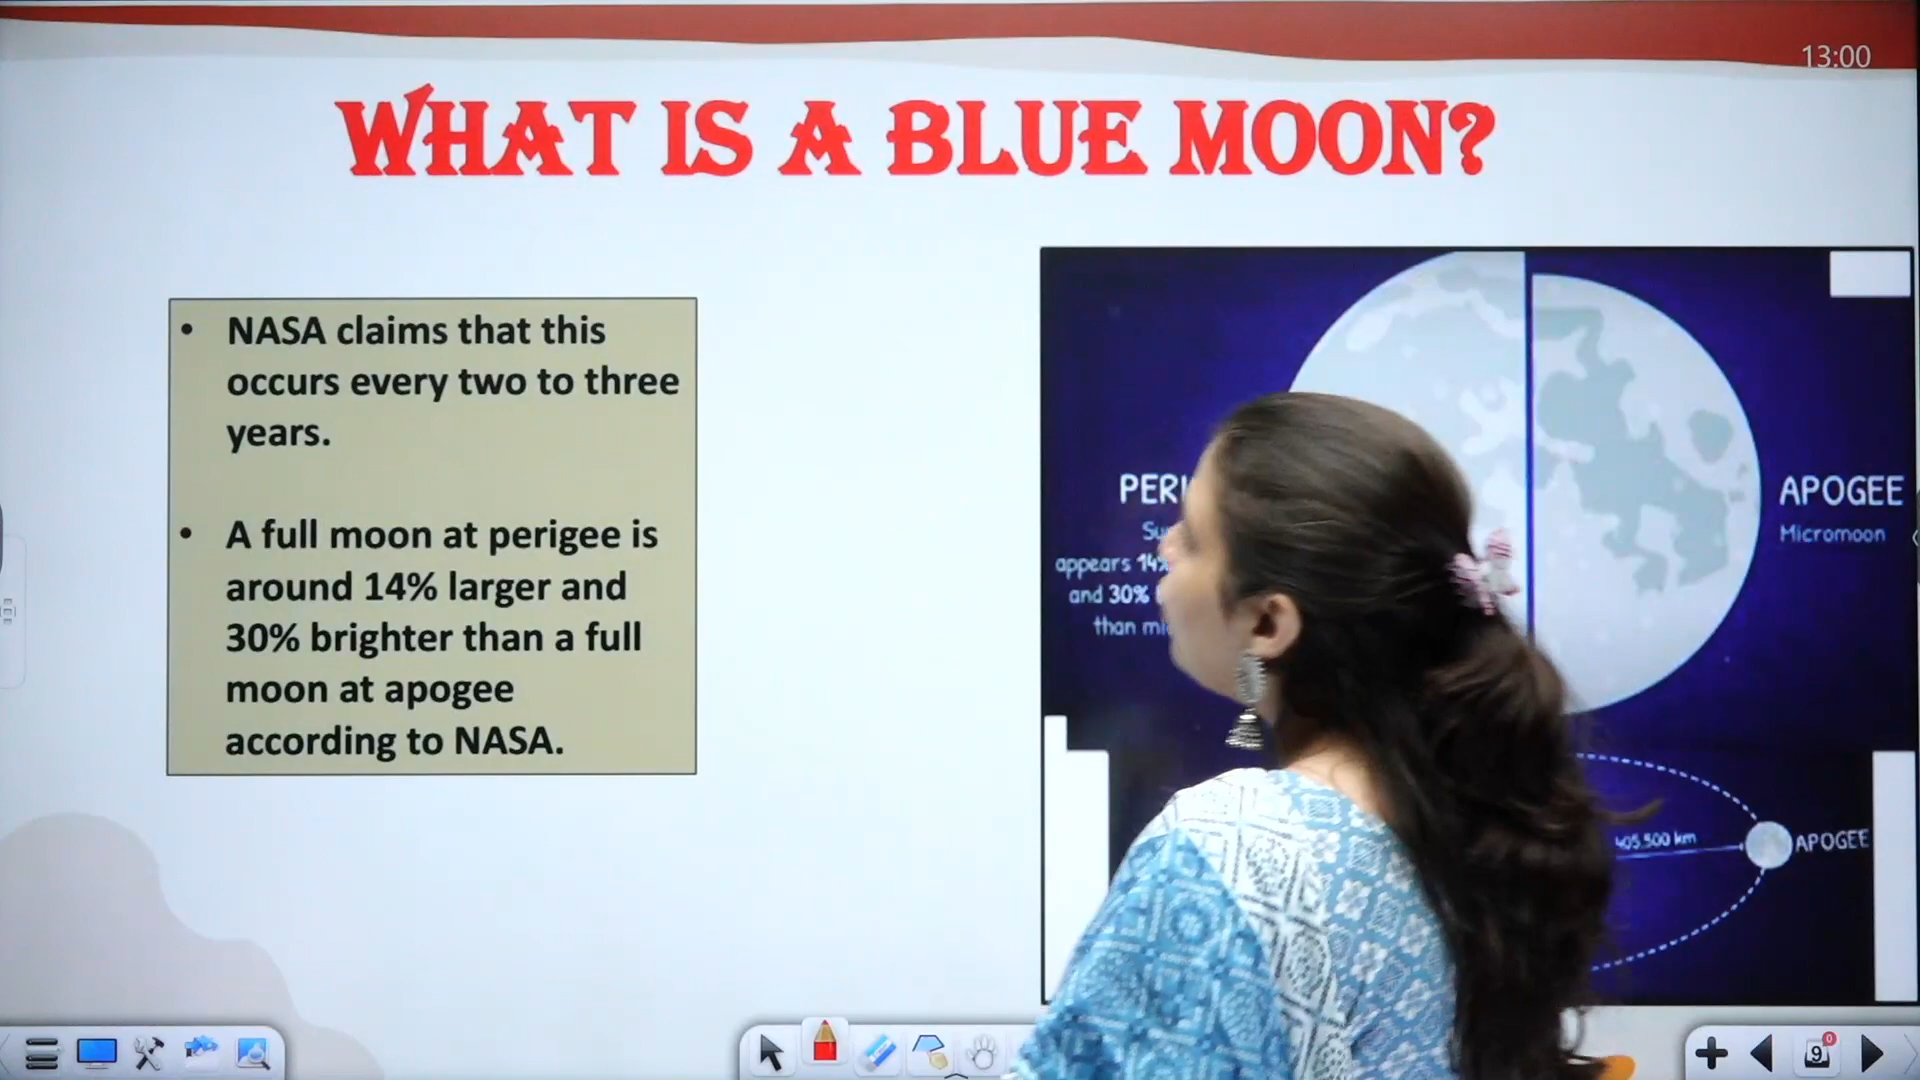 13:00
WHAT IS A BLUE MOON?
• NASA claims that this
occurs every two to three
years.
• A full moon at perigee is
around 14% larger and
30% brighter than a full
moon at apogee
according to NASA.
appears 14%
and 30%
than
APOGEE
Micromoon
405,500 km
APOGEE
9
0